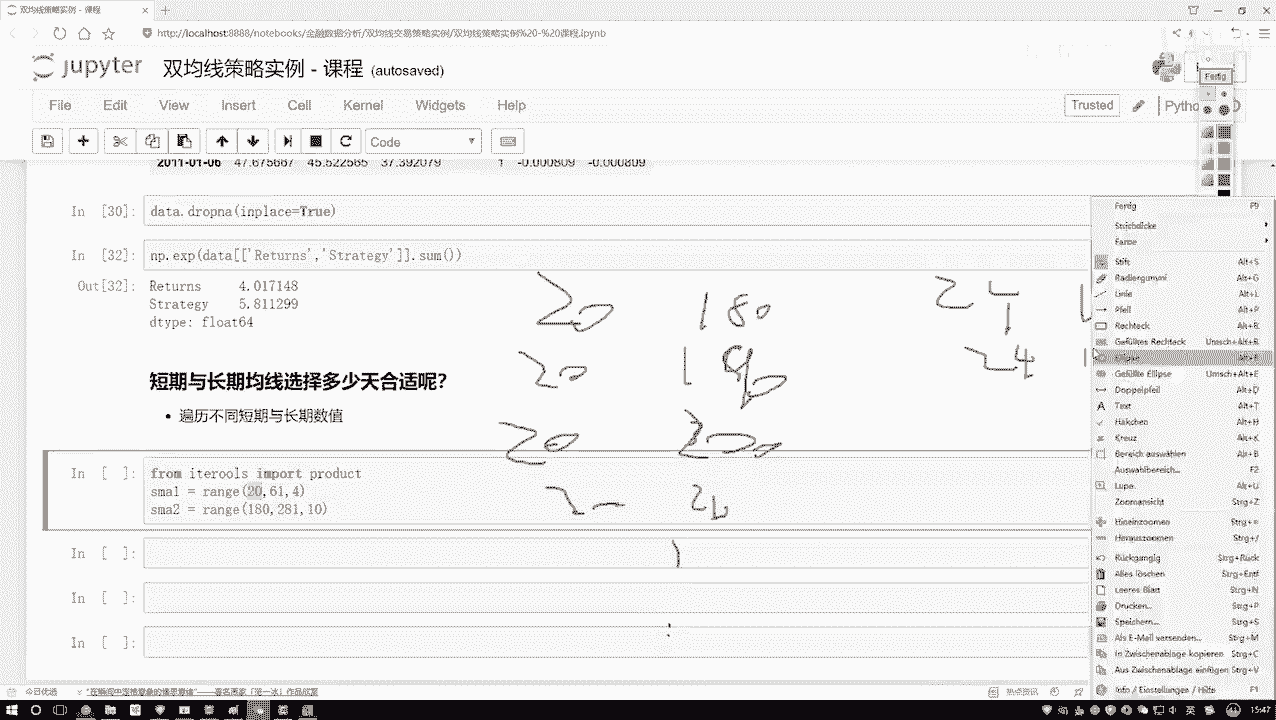 双均线策略实例 - 课程
http://localhost:8888/notebooks/金融数据分析/双均线交易策略实例/双均线策略实例%20-%20课程.ipynb
jupyter 双均线策略实例 - 课程 (autosaved)
Fertig
File Edit View Insert Cell Kernel Widgets Help
Trusted
Code
2011-01-06 47.675667 45.522565 37.392079 1 -0.000809 -0.000809
In [30]: data.dropna(inplace=True)
In [32]: np.exp(data[['Returns','Strategy']].sum())
Out[32]: Returns 4.017148
Strategy 5.811299
dtype: float64
20 180 24
20 190 24
20 200
短期与长期均线选择多少天合适呢?
遍历不同短期与长期数值
In [ ]: from iterools import product
sma1 = range(20,61,4)
sma2 = range(180,281,10)
In [ ]:
In [ ]:
In [ ]:
Fertig F9
Strichdicke
Farbe
Stift Alt+S
Radiergummi Alt+G
Linie Alt+L
Pfeil Alt+P
Rechteck Alt+R
Gefülltes Rechteck Umsch+Alt+R
Ellipse Alt+E
Gefüllte Ellipse Umsch+Alt+E
Doppelpfeil Alt+D
Text Alt+T
Häkchen Alt+H
Kreuz Alt+K
Bereich auswählen Alt+B
Auswahlbereich... F2
Lupe Alt+U
Zoomansicht Strg+Z
Hineinzoomen Strg++
Herauszoomen Strg+-
Rückgängig Strg+Rück
Alles löschen Strg+Entf
Leeres Blatt Strg+N
Drucken... Strg+P
Speichern... Strg+S
Als E-Mail versenden... Strg+M
In Zwischenablage kopieren Strg+C
Aus Zwischenablage einfügen Strg+V
Info / Einstellungen / Hilfe F1
今日优选
热点资讯
15:47